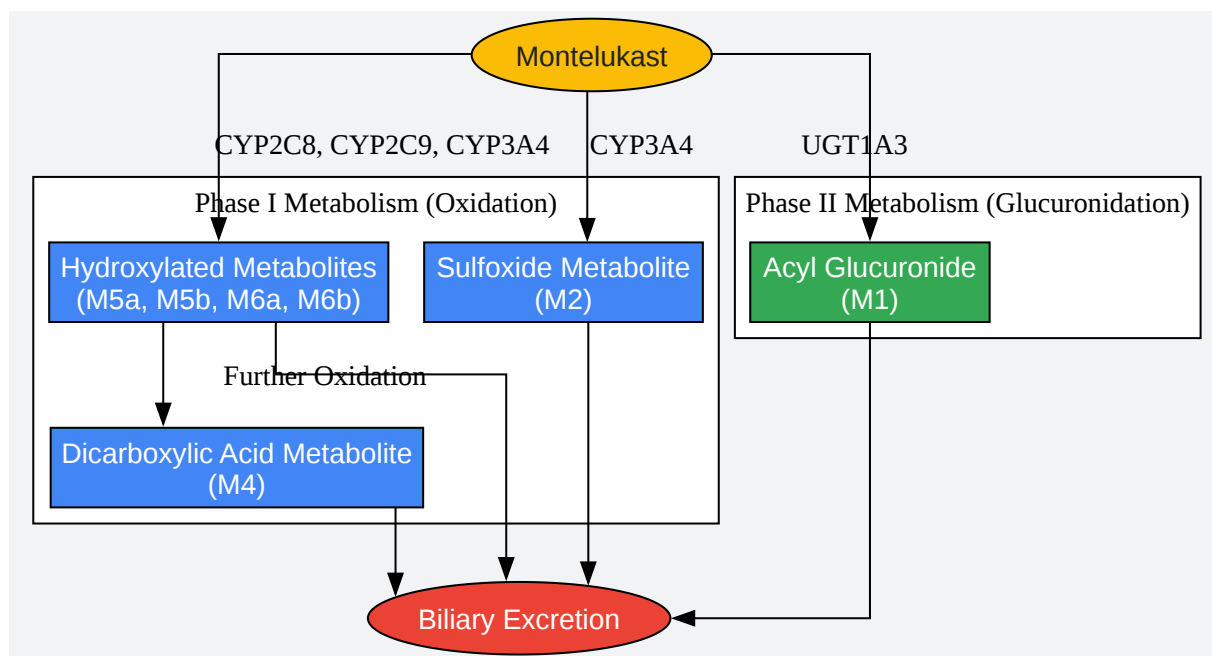 Montelukast
CYP2C8, CYP2C9, CYP3A4
CYP3A4
UGT1A3
Phase I Metabolism (Oxidation)
Phase II Metabolism (Glucuronidation)
Hydroxylated Metabolites
(M5a, M5b, M6a, M6b)
Sulfoxide Metabolite
(M2)
Acyl Glucuronide
(M1)
Further Oxidation
Dicarboxylic Acid Metabolite
(M4)
Biliary Excretion